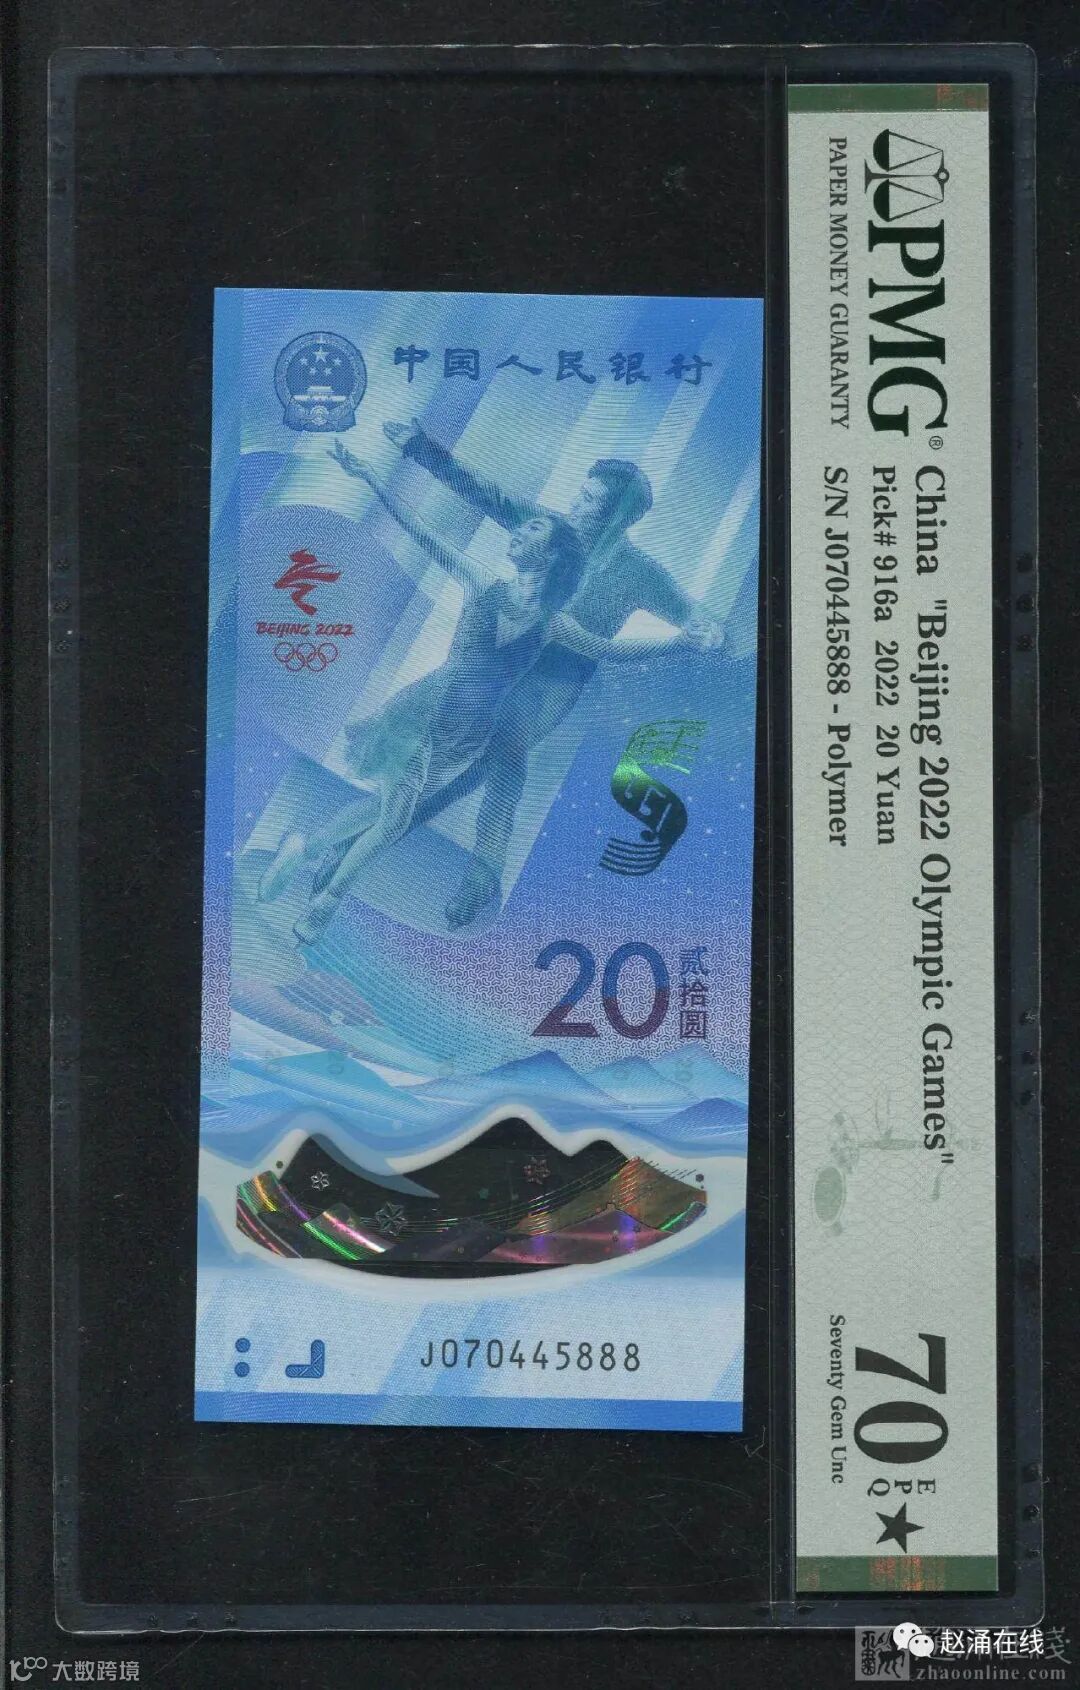 中国人民银行
BEIJING 2022
20
贰拾圆
J070445888
PMG®
PAPER MONEY GUARANTY
China "Beijing 2022 Olympic Games"
Pick# 916a 2022 20 Yuan
S/N J070445888 - Polymer
70 EPQ★
Seventy Gem Unc
赵涌在线
zhaoonline.com
大数跨境